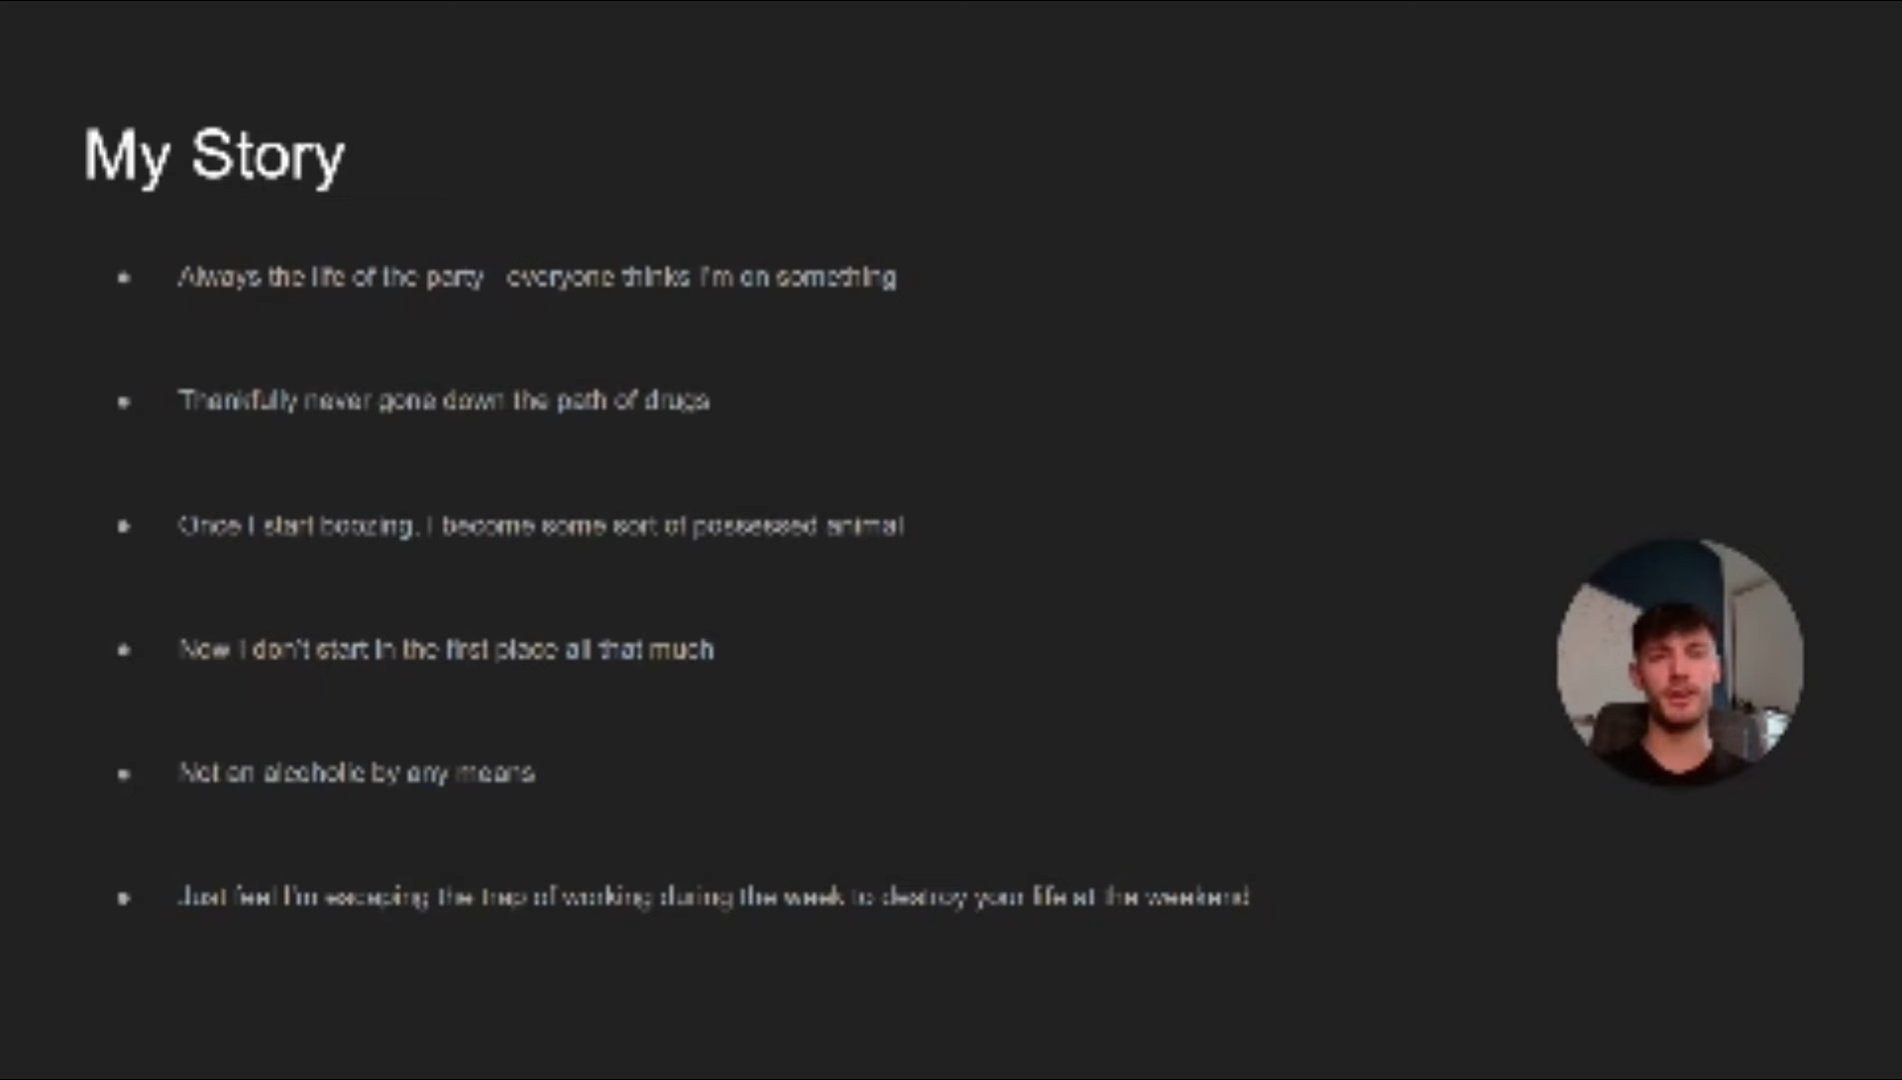 My Story
• Always the life of the party - everyone thinks I'm on something
• Thankfully never gone down the path of drugs
• Once I start boozing, I become some sort of possessed animal
• Now I don't start in the first place all that much
• Not an alcoholic by any means
• Just feel I'm escaping the trap of working during the week to destroy your life at the weekend